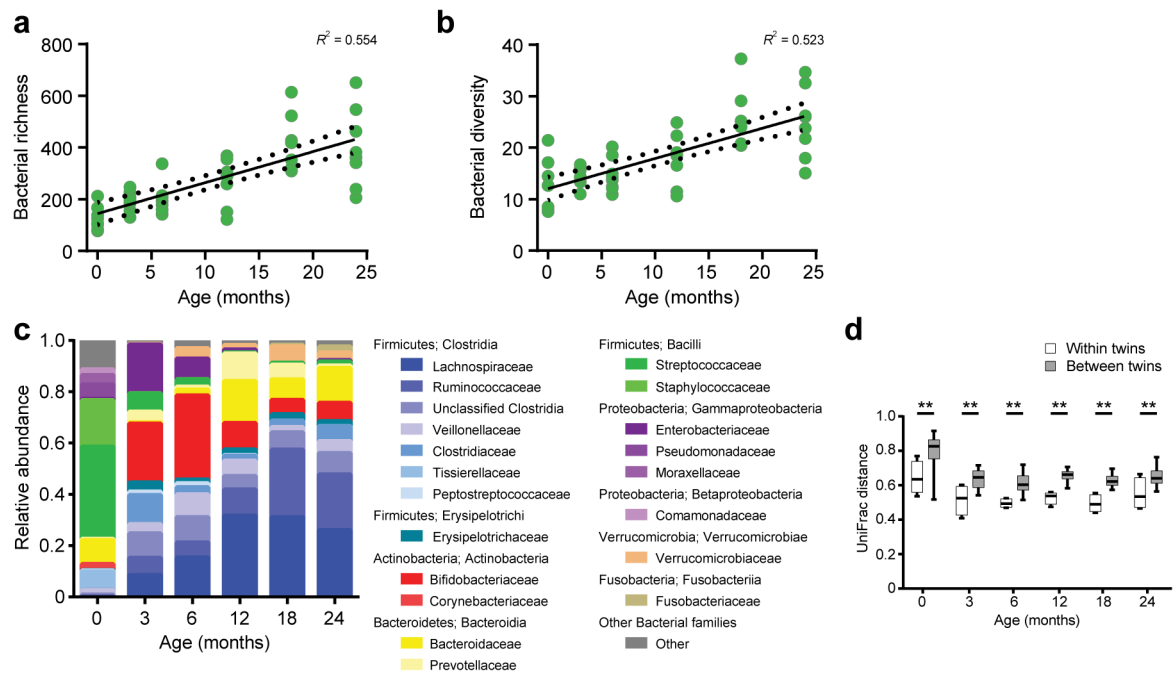 a
R² = 0.554
Bacterial richness
800
600
400
200
0
0 5 10 15 20 25
Age (months)
b
R² = 0.523
Bacterial diversity
40
30
20
10
0
0 5 10 15 20 25
Age (months)
c
Relative abundance
1.0
0.8
0.6
0.4
0.2
0
0 3 6 12 18 24
Age (months)
Firmicutes; Clostridia
Lachnospiraceae
Ruminococcaceae
Unclassified Clostridia
Veillonellaceae
Clostridiaceae
Tissierellaceae
Peptostreptococcaceae
Firmicutes; Erysipelotrichi
Erysipelotrichaceae
Actinobacteria; Actinobacteria
Bifidobacteriaceae
Corynebacteriaceae
Bacteroidetes; Bacteroidia
Bacteroidaceae
Prevotellaceae
Firmicutes; Bacilli
Streptococcaceae
Staphylococcaceae
Proteobacteria; Gammaproteobacteria
Enterobacteriaceae
Pseudomonadaceae
Moraxellaceae
Proteobacteria; Betaproteobacteria
Comamonadaceae
Verrucomicrobia; Verrucomicrobiae
Verrucomicrobiaceae
Fusobacteria; Fusobacteriia
Fusobacteriaceae
Other Bacterial families
Other
d
Within twins
Between twins
** ** ** ** ** **
UniFrac distance
1.0
0.8
0.6
0.4
0.2
0
0 3 6 12 18 24
Age (months)